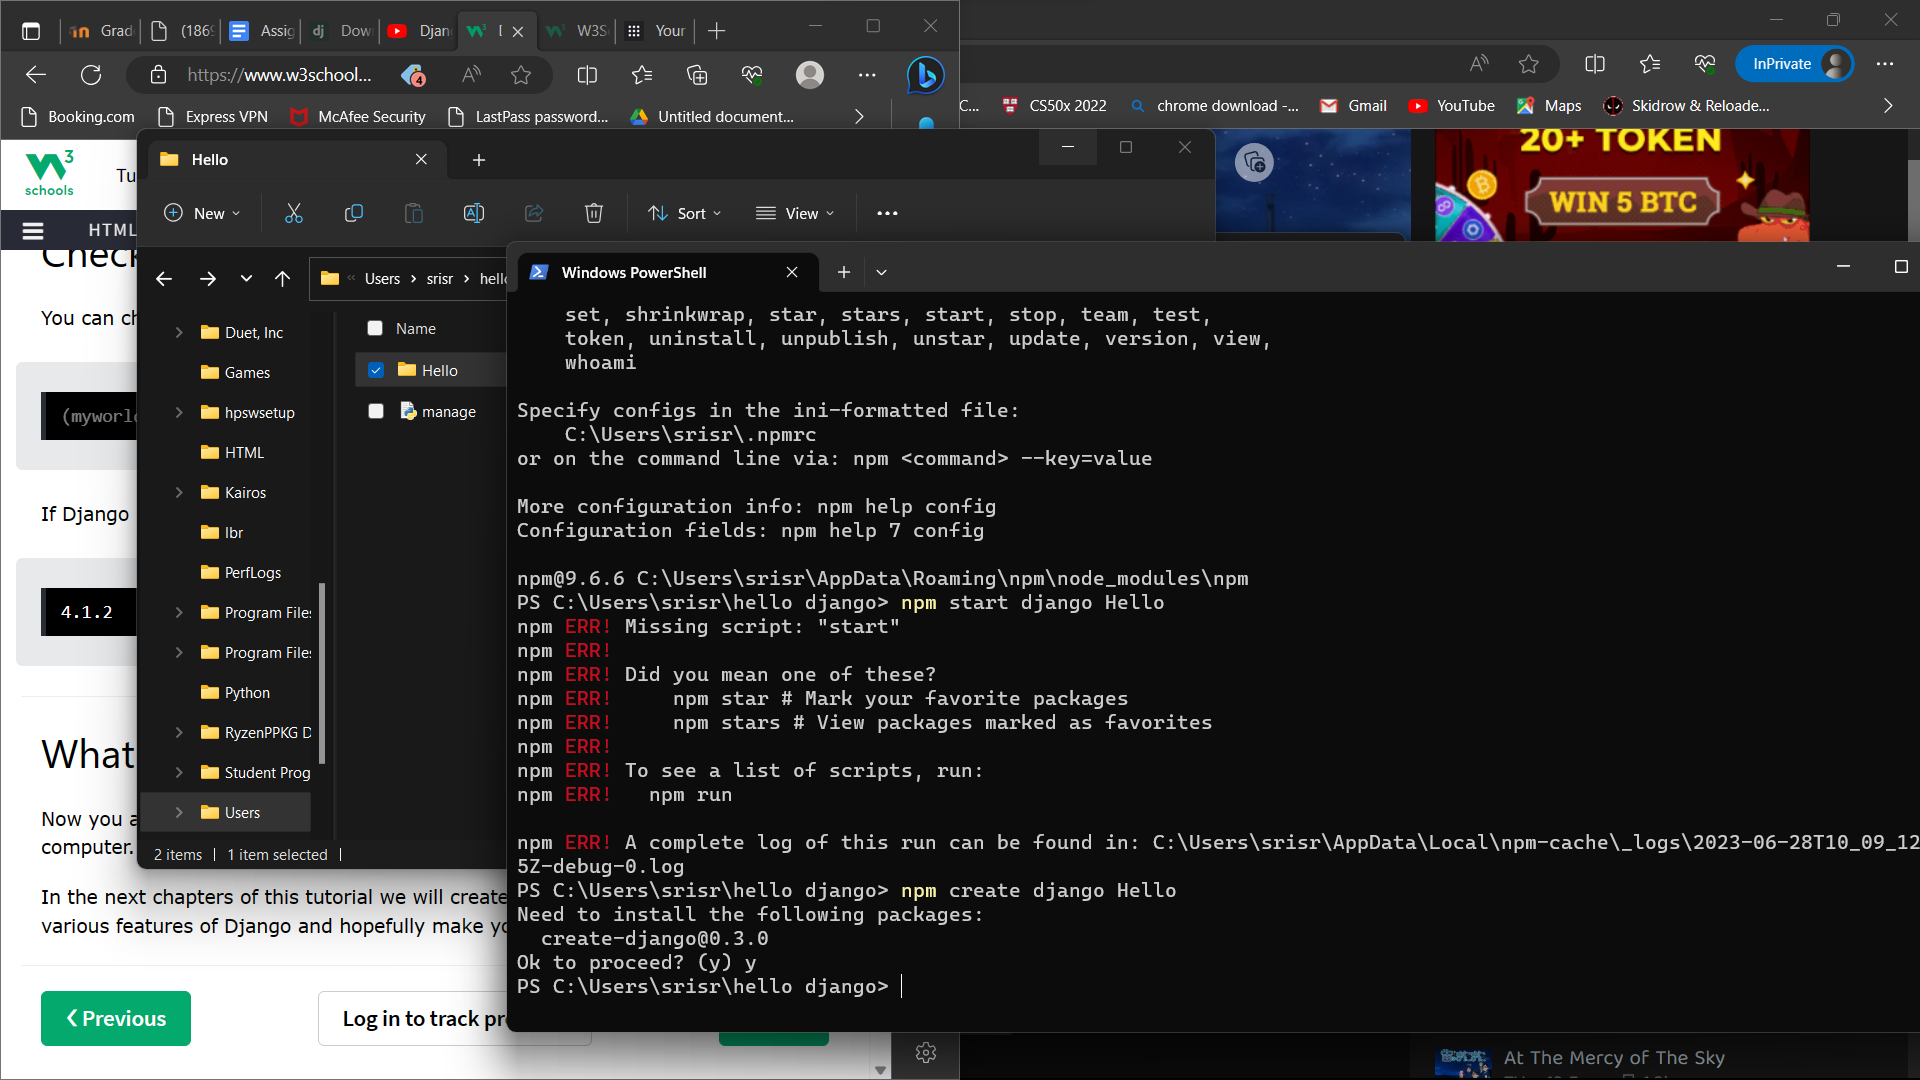 Grad
(186
Assig
dj
Dow
Djan
D
W3S
Your
https://www.w3school...
4
Booking.com
Express VPN
McAfee Security
LastPass password...
Untitled document...
InPrivate
C...
CS50x 2022
chrome download -...
Gmail
YouTube
Maps
Skidrow & Reloade...
20+ TOKEN
WIN 5 BTC
3
schools
Tu
HTML
Check
You can ch
(myworld
If Django
4.1.2
What
Now you a
computer.
In the next chapters of this tutorial we will create
various features of Django and hopefully make yo
Previous
Log in to track pr
Hello
New
Sort
View
Users > srisr > hello
Duet, Inc
Games
hpswsetup
HTML
Kairos
lbr
PerfLogs
Program Files
Program Files
Python
RyzenPPKG D
Student Prog
Users
Name
Hello
manage
2 items
1 item selected
Windows PowerShell
set, shrinkwrap, star, stars, start, stop, team, test,
token, uninstall, unpublish, unstar, update, version, view,
whoami
Specify configs in the ini-formatted file:
C:\Users\srisr\.npmrc
or on the command line via: npm <command> --key=value
More configuration info: npm help config
Configuration fields: npm help 7 config
npm@9.6.6 C:\Users\srisr\AppData\Roaming\npm\node_modules\npm
PS C:\Users\srisr\hello django> npm start django Hello
npm ERR! Missing script: "start"
npm ERR!
npm ERR! Did you mean one of these?
npm ERR!     npm star # Mark your favorite packages
npm ERR!     npm stars # View packages marked as favorites
npm ERR!
npm ERR! To see a list of scripts, run:
npm ERR!   npm run
npm ERR! A complete log of this run can be found in: C:\Users\srisr\AppData\Local\npm-cache\_logs\2023-06-28T10_09_12
5Z-debug-0.log
PS C:\Users\srisr\hello django> npm create django Hello
Need to install the following packages:
create-django@0.3.0
Ok to proceed? (y) y
PS C:\Users\srisr\hello django>
At The Mercy of The Sky